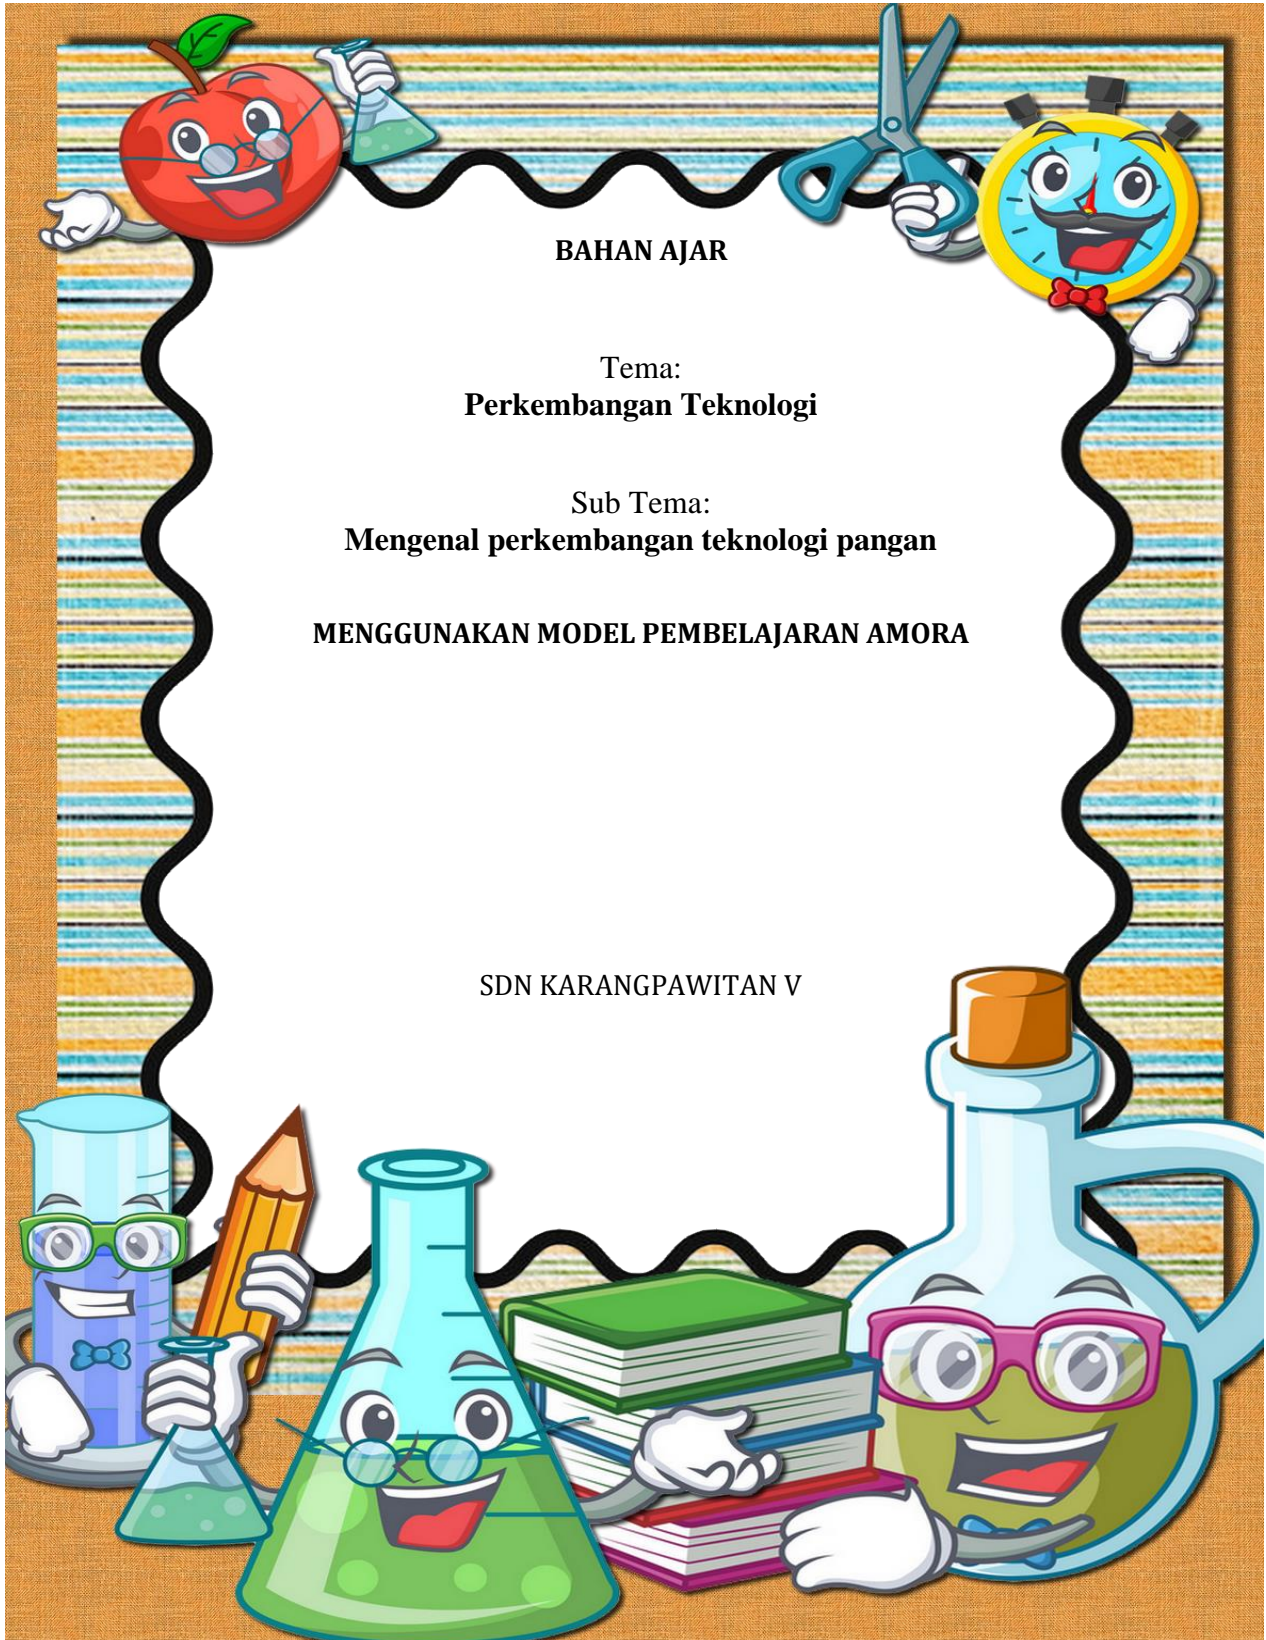 BAHAN AJAR
Tema:
Perkembangan Teknologi
Sub Tema:
Mengenal perkembangan teknologi pangan
MENGGUNAKAN MODEL PEMBELAJARAN AMORA
SDN KARANGPAWITAN V